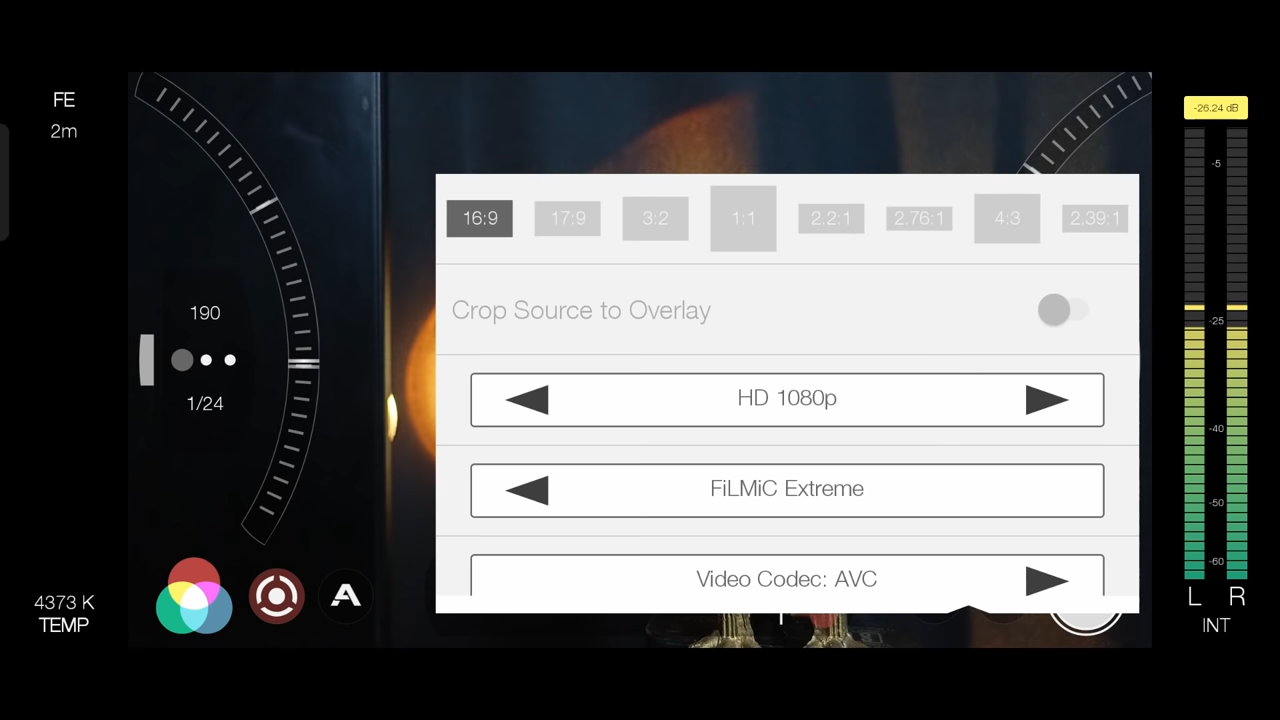 FE
2m
190
1/24
4373 K
TEMP
A
16:9
17:9
3:2
1:1
2.2:1
2.76:1
4:3
2.39:1
Crop Source to Overlay
HD 1080p
FiLMiC Extreme
Video Codec: AVC
-26.24 dB
-5
-25
-40
-50
-60
L R
INT